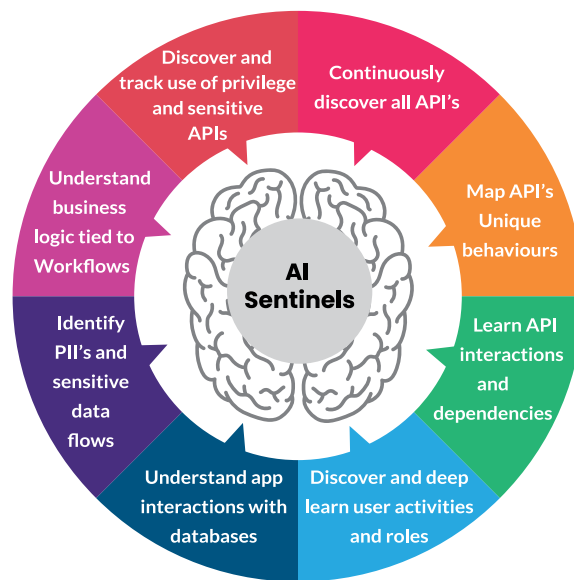 Discover and
track use of privilege
and sensitive
APIs
Continuously
discover all API's
Map API's
Unique
behaviours
Learn API
interactions
and
dependencies
Discover and deep
learn user activities
and roles
Understand app
interactions with
databases
Identify
PII's and
sensitive
data
flows
Understand
business
logic tied to
Workflows
AI
Sentinels